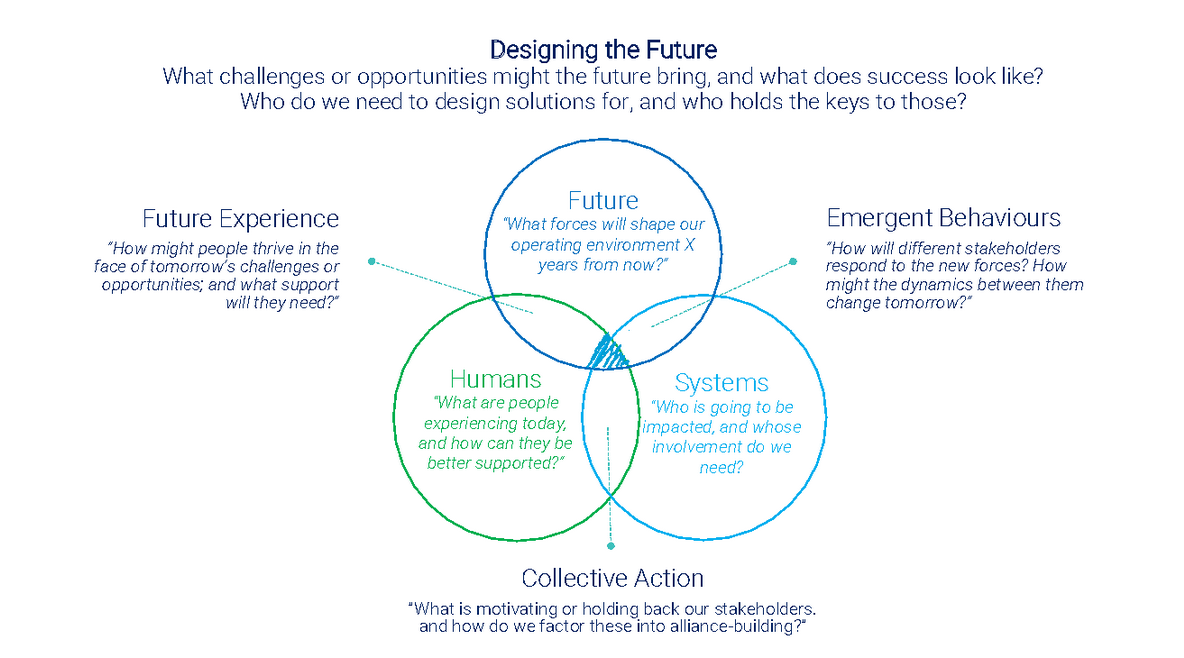 Designing the Future
What challenges or opportunities might the future bring, and what does success look like?
Who do we need to design solutions for, and who holds the keys to those?
Future
"What forces will shape our
operating environment X
years from now?"
Future Experience
"How might people thrive in the
face of tomorrow's challenges or
opportunities; and what support
will they need?"
Emergent Behaviours
"How will different stakeholders
respond to the new forces? How
might the dynamics between them
change tomorrow?"
Humans
"What are people
experiencing today,
and how can they be
better supported?"
Systems
"Who is going to be
impacted, and whose
involvement do we
need?
Collective Action
"What is motivating or holding back our stakeholders.
and how do we factor these into alliance-building?"